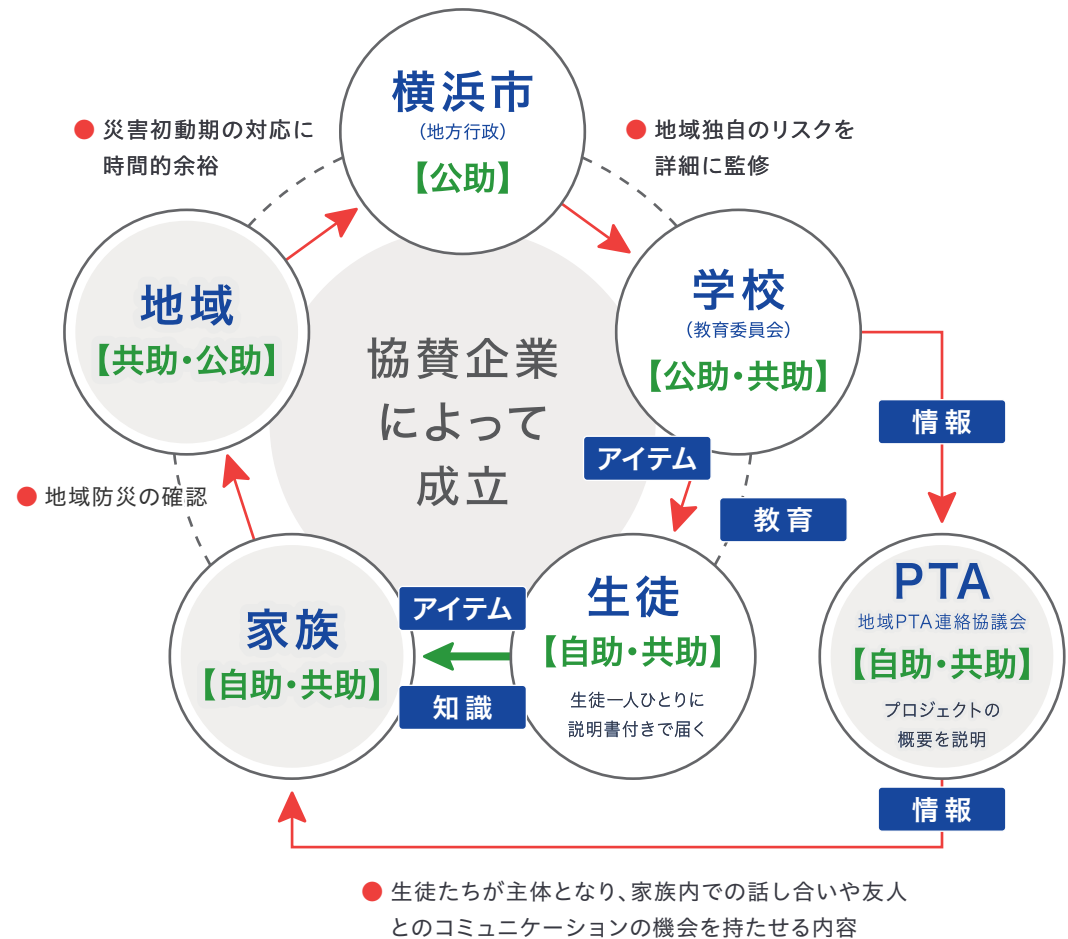 横浜市
（地方行政）
【公助】
● 災害初動期の対応に
時間的余裕
● 地域独自のリスクを
詳細に監修
地域
【共助・公助】
学校
（教育委員会）
【公助・共助】
協賛企業
によって
成立
情報
アイテム
教育
● 地域防災の確認
家族
【自助・共助】
アイテム
知識
生徒
【自助・共助】
生徒一人ひとりに
説明書付きで届く
PTA
地域PTA連絡協議会
【自助・共助】
プロジェクトの
概要を説明
情報
● 生徒たちが主体となり、家族内での話し合いや友人
とのコミュニケーションの機会を持たせる内容